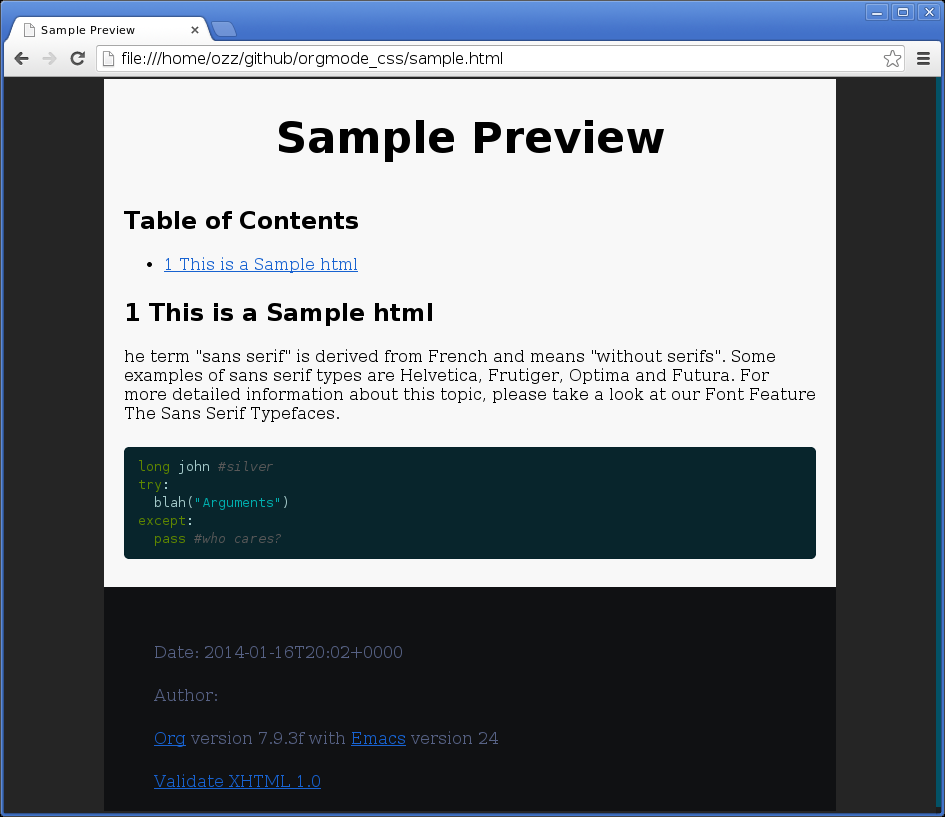 Sample Preview
file:///home/ozz/github/orgmode_css/sample.html
Sample Preview
Table of Contents
• 1 This is a Sample html
1 This is a Sample html
he term "sans serif" is derived from French and means "without serifs". Some
examples of sans serif types are Helvetica, Frutiger, Optima and Futura. For
more detailed information about this topic, please take a look at our Font Feature
The Sans Serif Typefaces.
long john #silver
try:
  blah("Arguments")
except:
  pass #who cares?
Date: 2014-01-16T20:02+0000
Author:
Org version 7.9.3f with Emacs version 24
Validate XHTML 1.0